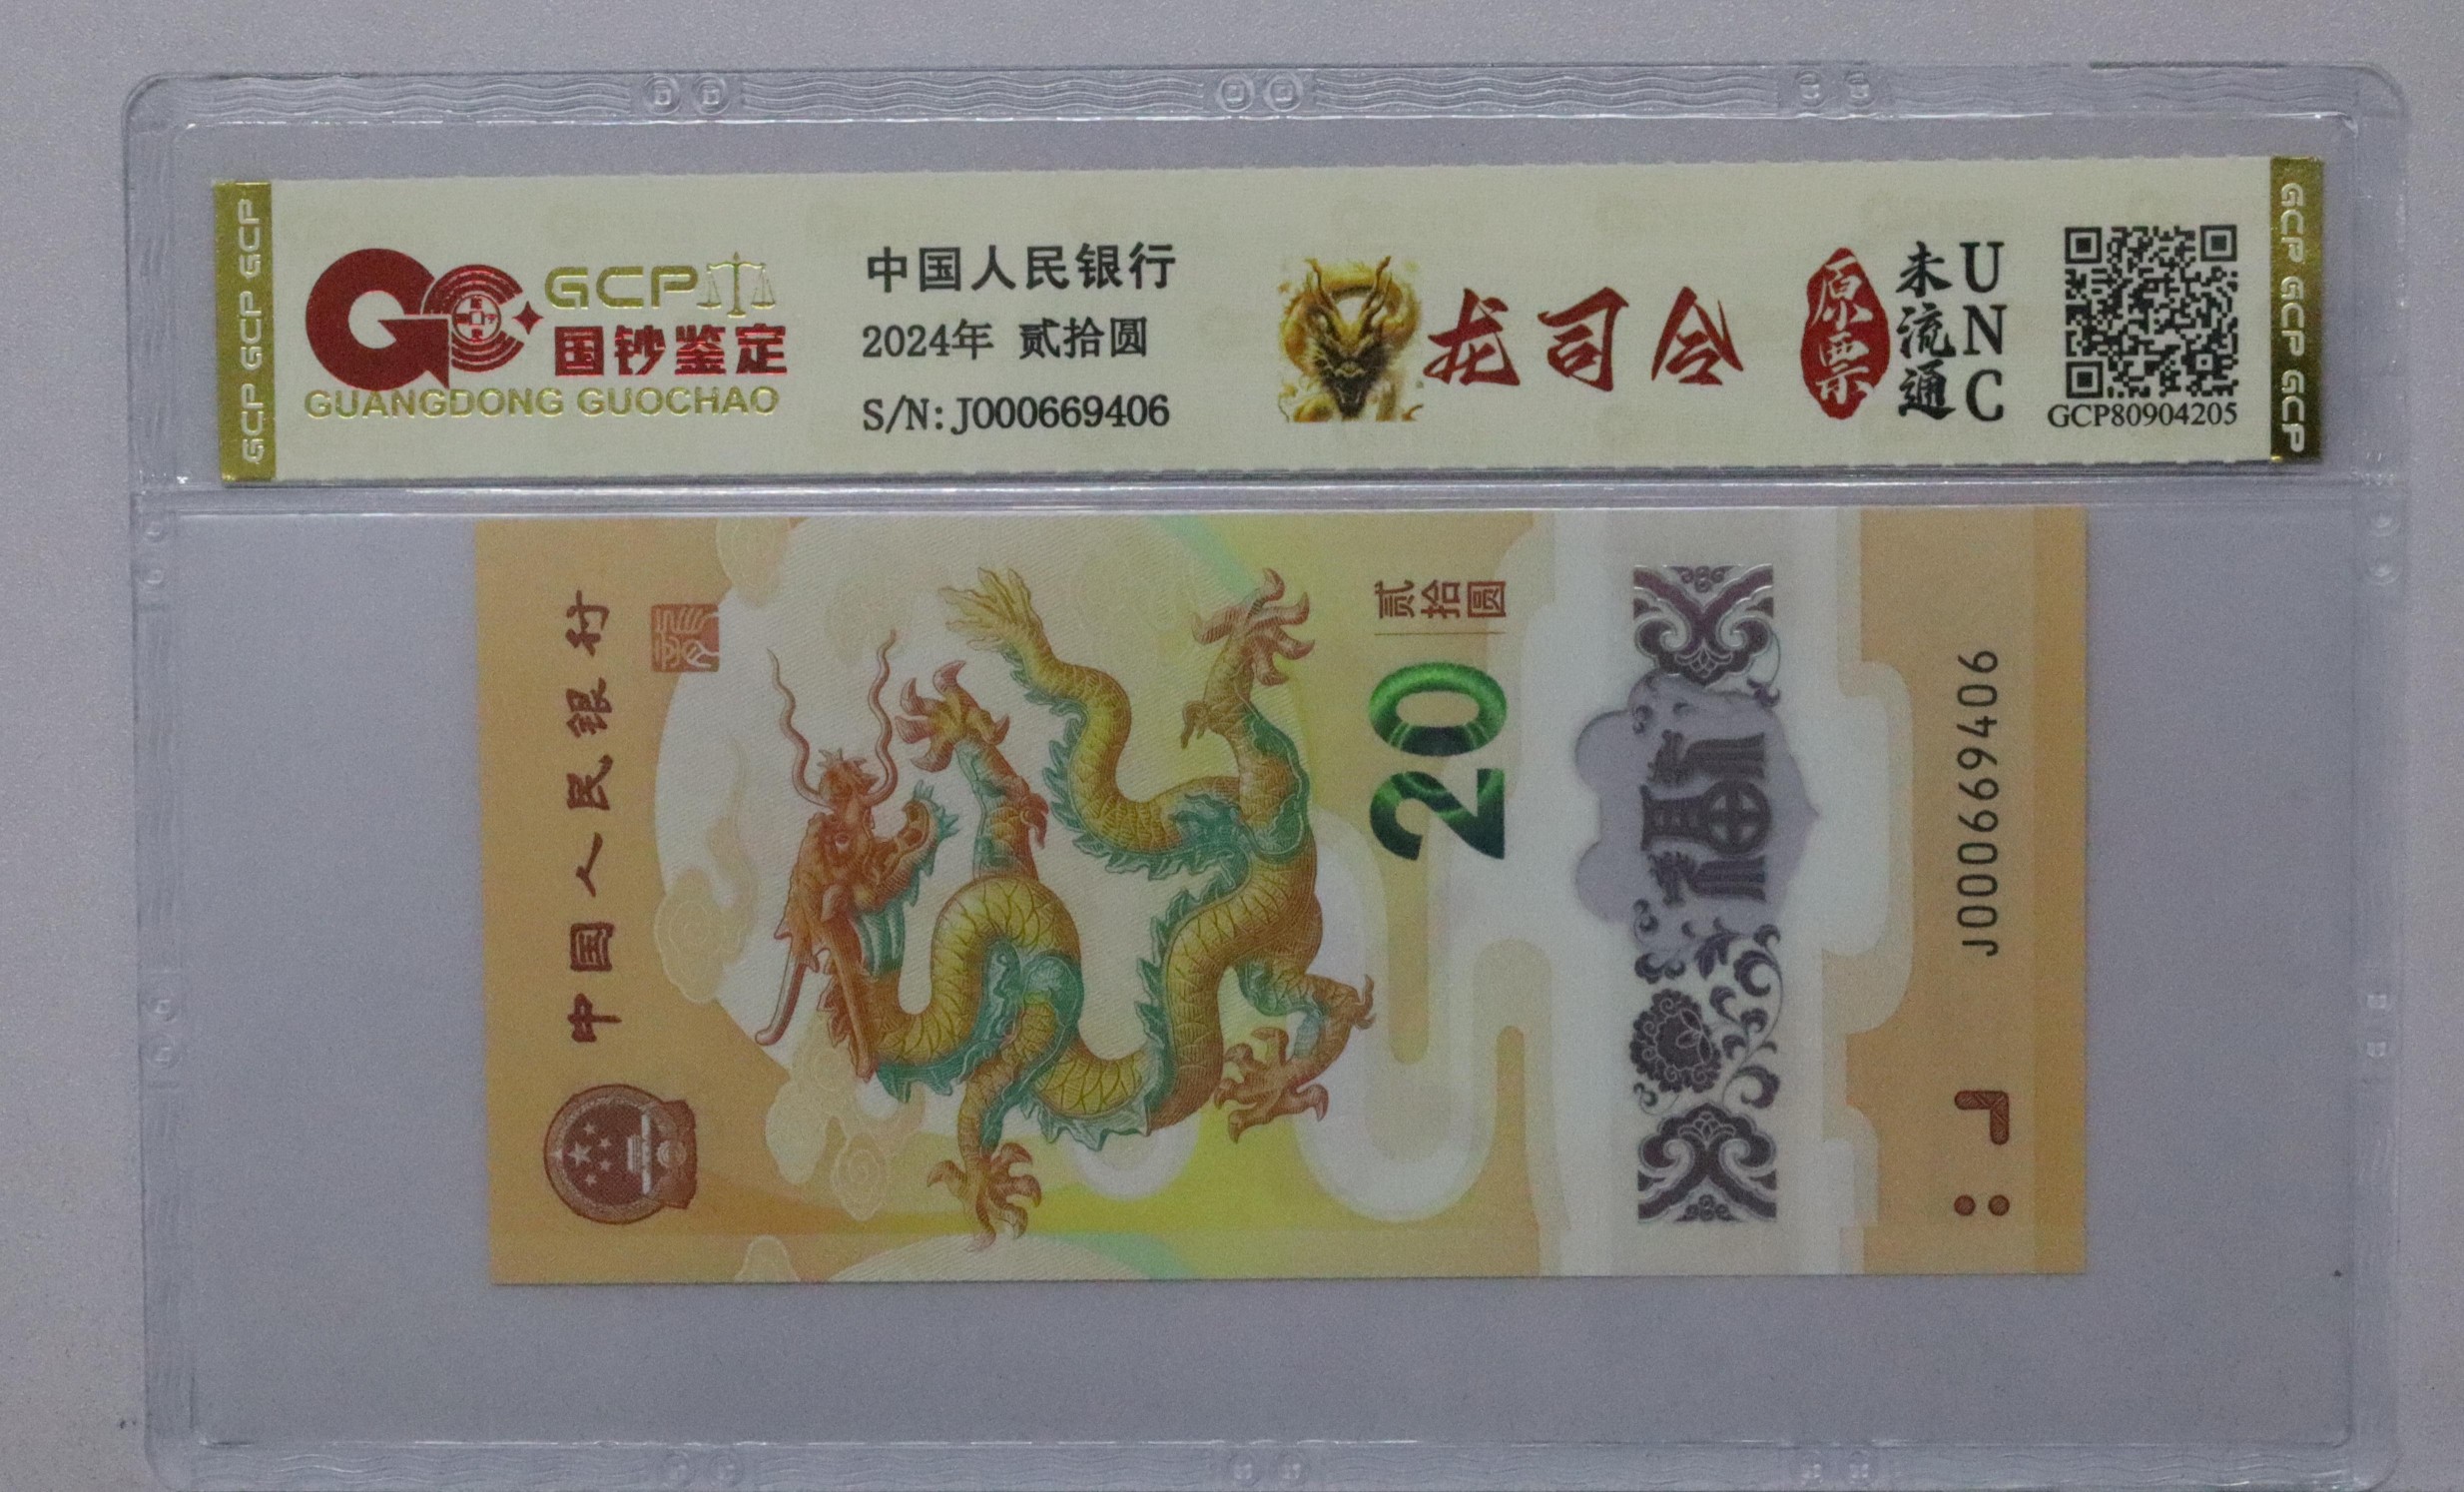 GCP GCP GCP
GCP
国钞鉴定
GUANGDONG GUOCHAO
中国人民银行
2024年 贰拾圆
S/N:J000669406
龙司令
原票
未流通
UNC
GCP80904205
GCP GCP GCP
中国人民银行
贰拾圆
20
福
J000669406